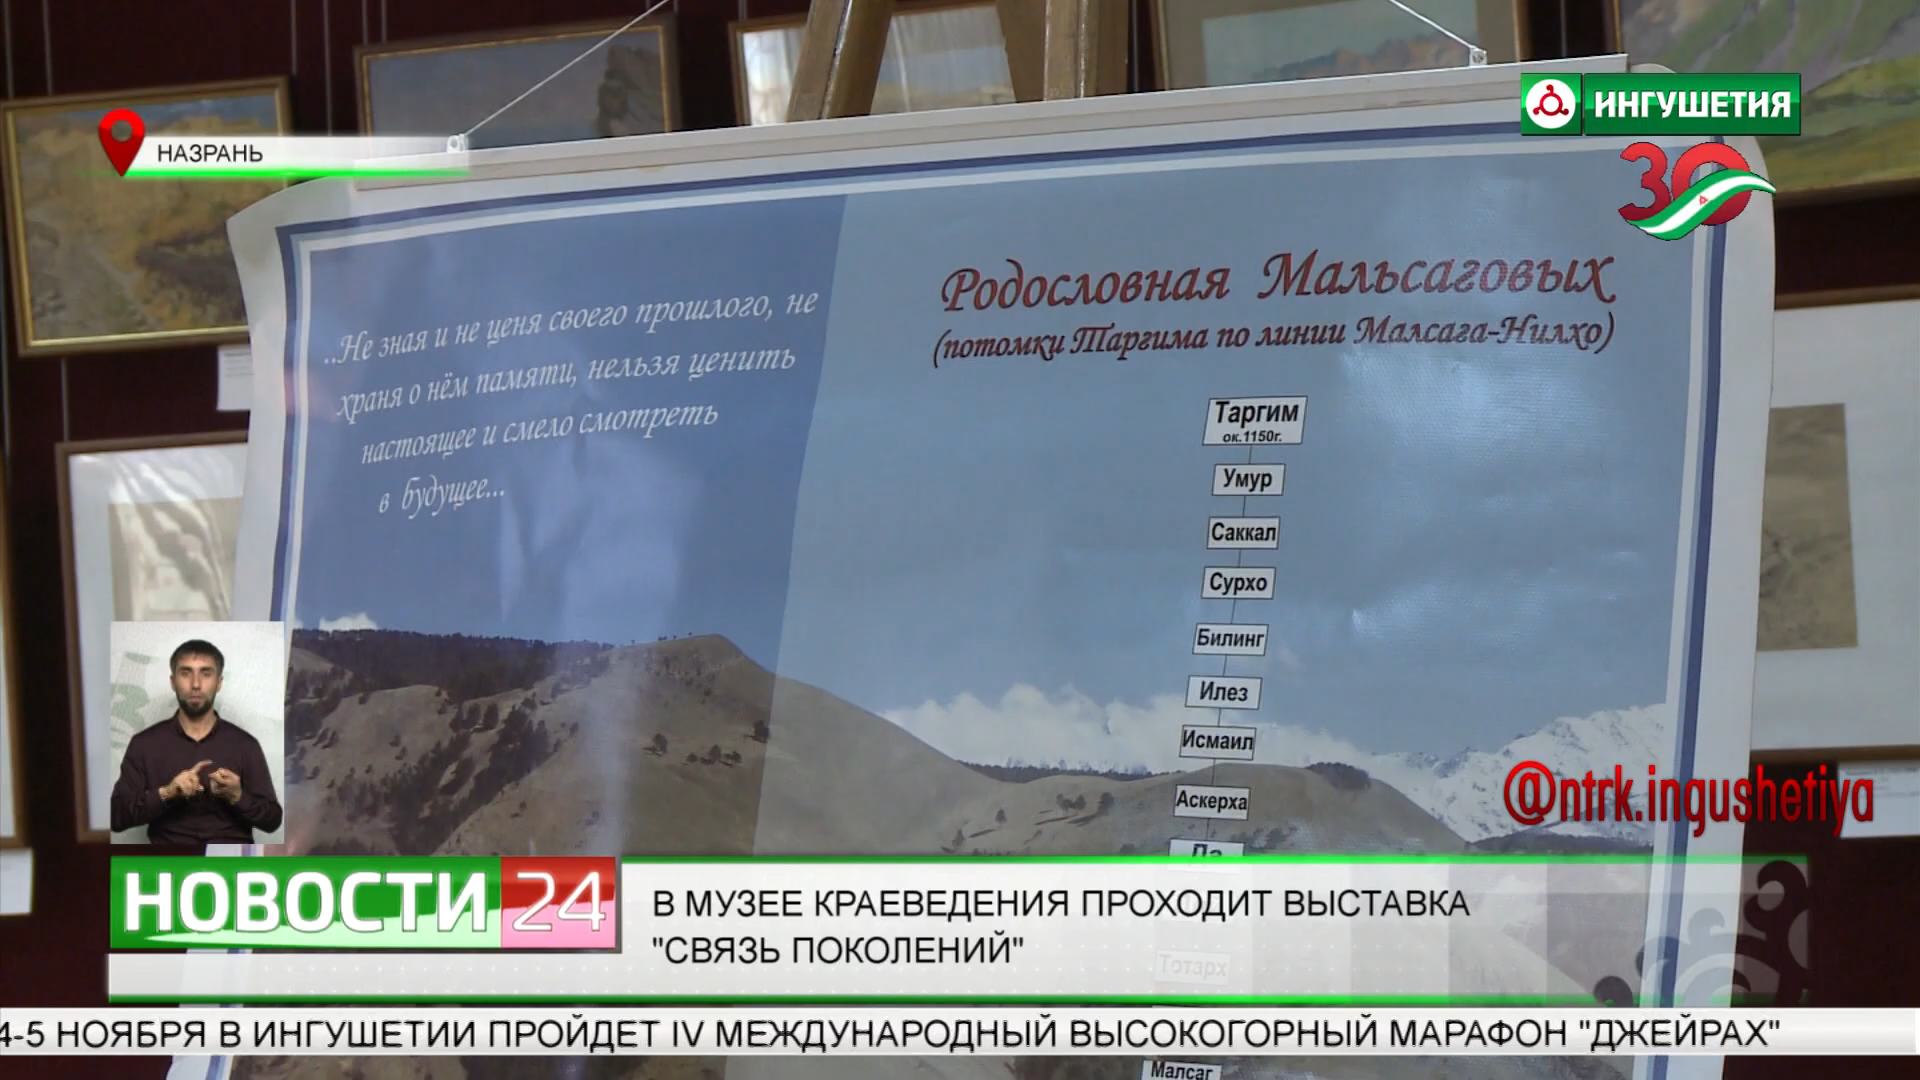 ИНГУШЕТИЯ
30
НАЗРАНЬ
..Не зная и не ценя своего прошлого, не
храня о нём памяти, нельзя ценить
настоящее и смело смотреть
в будущее...
Родословная Мальсаговых
(потомки Таргима по линии Малсага-Нилхо)
Таргим
ок.1150г.
Умур
Саккал
Сурхо
Билинг
Илез
Исмаил
Аскерха
Тотарх
Малсаг
@ntrk.ingushetiya
НОВОСТИ 24
В МУЗЕЕ КРАЕВЕДЕНИЯ ПРОХОДИТ ВЫСТАВКА
"СВЯЗЬ ПОКОЛЕНИЙ"
4-5 НОЯБРЯ В ИНГУШЕТИИ ПРОЙДЕТ IV МЕЖДУНАРОДНЫЙ ВЫСОКОГОРНЫЙ МАРАФОН "ДЖЕЙРАХ"